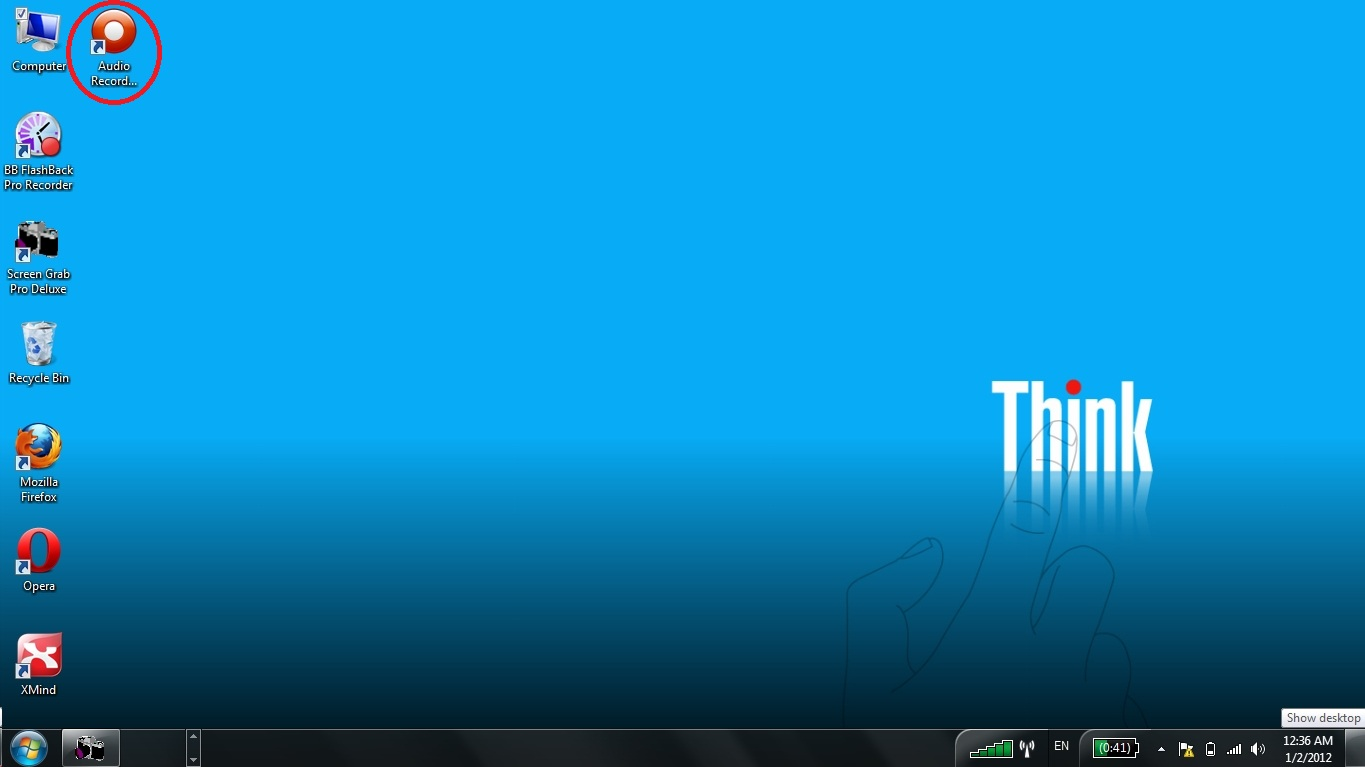 Computer
Audio
Record...
BB FlashBack
Pro Recorder
Screen Grab
Pro Deluxe
Recycle Bin
Mozilla
Firefox
Opera
XMind
Think
Show desktop
EN
(0:41)
12:36 AM
1/2/2012